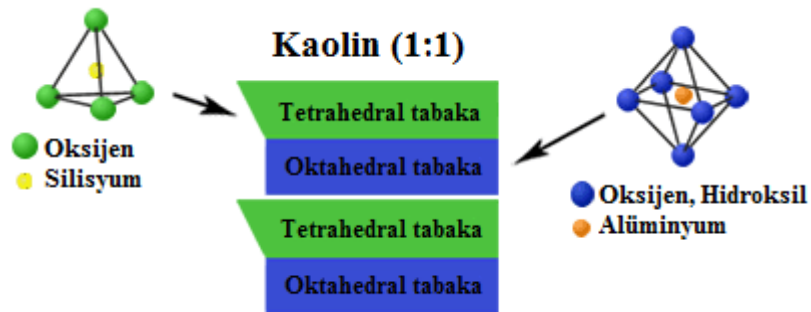 Kaolin (1:1)
Tetrahedral tabaka
Oktahedral tabaka
Tetrahedral tabaka
Oktahedral tabaka
Oksijen
Silisyum
Oksijen, Hidroksil
Alüminyum